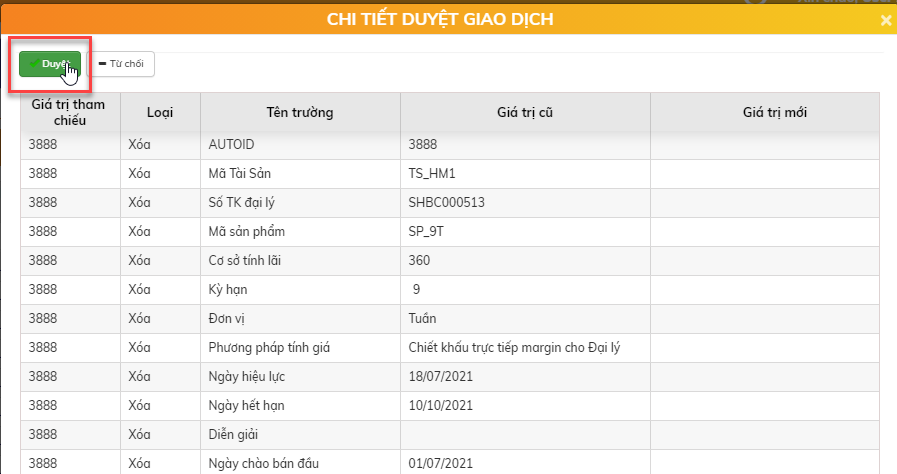 CHI TIẾT DUYỆT GIAO DỊCH
Duyệt
Từ chối
Giá trị tham chiếu Loại Tên trường Giá trị cũ Giá trị mới
3888 Xóa AUTOID 3888
3888 Xóa Mã Tài Sản TS_HM1
3888 Xóa Số TK đại lý SHBC000513
3888 Xóa Mã sản phẩm SP_9T
3888 Xóa Cơ sở tính lãi 360
3888 Xóa Kỳ hạn 9
3888 Xóa Đơn vị Tuần
3888 Xóa Phương pháp tính giá Chiết khấu trực tiếp margin cho Đại lý
3888 Xóa Ngày hiệu lực 18/07/2021
3888 Xóa Ngày hết hạn 10/10/2021
3888 Xóa Diễn giải
3888 Xóa Ngày chào bán đầu 01/07/2021